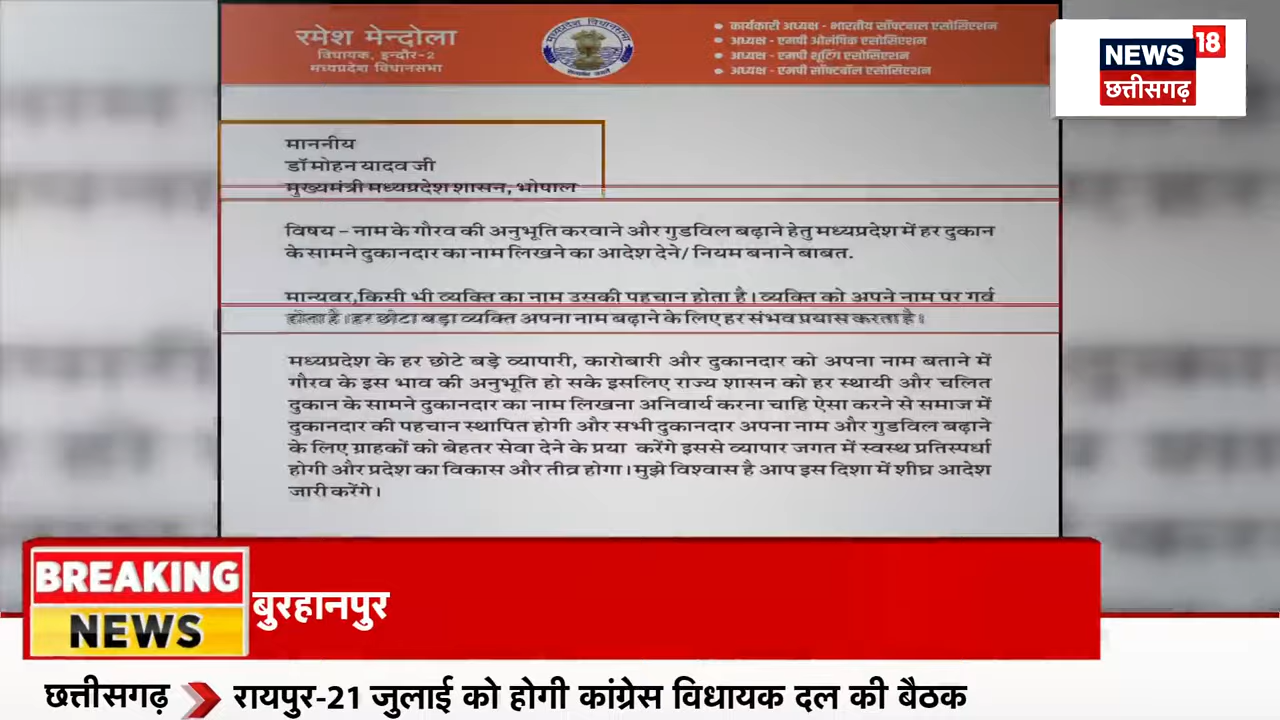 रमेश मेन्दोला
विधायक, इन्दौर-2
मध्यप्रदेश विधानसभा
• कार्यकारी अध्यक्ष - भारतीय सॉफ्टबाल एसोसिएशन
• अध्यक्ष - एमपी ओलंपिक एसोसिएशन
• अध्यक्ष - एमपी शूटिंग एसोसिएशन
• अध्यक्ष - एमपी सॉफ्टबॉल एसोसिएशन
NEWS 18
छत्तीसगढ़
माननीय
डॉ मोहन यादव जी
मुख्यमंत्री मध्यप्रदेश शासन, भोपाल
विषय – नाम के गौरव की अनुभूति करवाने और गुडविल बढ़ाने हेतु मध्यप्रदेश में हर दुकान
के सामने दुकानदार का नाम लिखने का आदेश देने/ नियम बनाने बाबत.
मान्यवर,किसी भी व्यक्ति का नाम उसकी पहचान होता है। व्यक्ति को अपने नाम पर गर्व
होता है। हर छोटा बड़ा व्यक्ति अपना नाम बढ़ाने के लिए हर संभव प्रयास करता है।
मध्यप्रदेश के हर छोटे बड़े व्यापारी, कारोबारी और दुकानदार को अपना नाम बताने में
गौरव के इस भाव की अनुभूति हो सके इसलिए राज्य शासन को हर स्थायी और चलित
दुकान के सामने दुकानदार का नाम लिखना अनिवार्य करना चाहि ऐसा करने से समाज में
दुकानदार की पहचान स्थापित होगी और सभी दुकानदार अपना नाम और गुडविल बढ़ाने
के लिए ग्राहकों को बेहतर सेवा देने के प्रया करेंगे इससे व्यापार जगत में स्वस्थ प्रतिस्पर्धा
होगी और प्रदेश का विकास और तीव्र होगा। मुझे विश्वास है आप इस दिशा में शीघ्र आदेश
जारी करेंगे।
BREAKING
NEWS
बुरहानपुर
छत्तीसगढ़ रायपुर-21 जुलाई को होगी कांग्रेस विधायक दल की बैठक